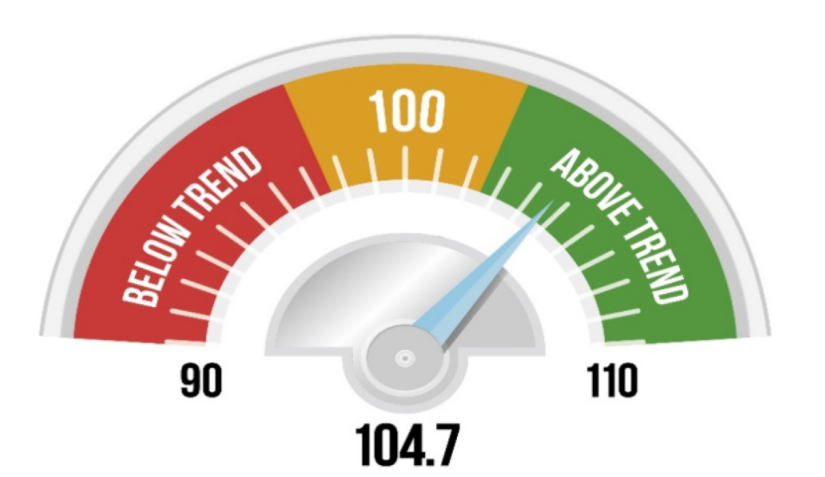 100
BELOW TREND
ABOVE TREND
90
110
104.7